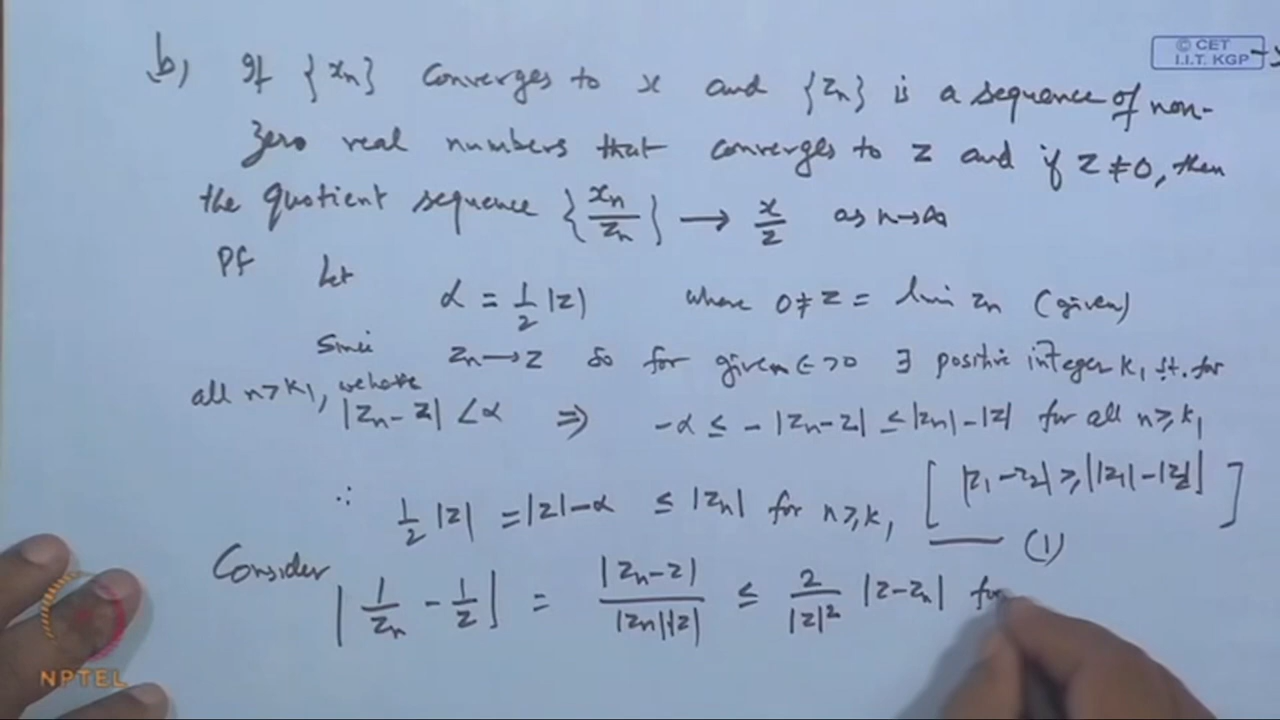 © CET
I.I.T. KGP
b) If {xn} converges to x and {zn} is a sequence of non-
zero real numbers that converges to z and if z ≠ 0, then
the quotient sequence {xn/zn} → x/z as n→∞
Pf Let
α = 1/2 |z| where 0 ≠ z = lim zn (given)
Since zn → z so for given ε > 0 ∃ positive integer K1 s.t. for
all n ≥ K1, we have
|zn - z| < α ⇒ -α ≤ -|zn - z| ≤ |zn| - |z| for all n ≥ K1
∴ 1/2 |z| = |z| - α ≤ |zn| for n ≥ K1 [|z1 - z2| ≥ ||z1| - |z2||]
(1)
Consider
|1/zn - 1/z| = |zn - z| / |zn||z| ≤ 2/|z|² |z - zn| for
NPTEL